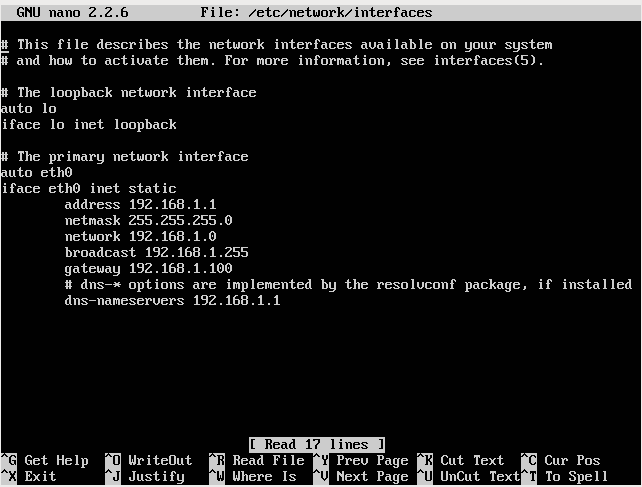 GNU nano 2.2.6 File: /etc/network/interfaces
# This file describes the network interfaces available on your system
# and how to activate them. For more information, see interfaces(5).
# The loopback network interface
auto lo
iface lo inet loopback
# The primary network interface
auto eth0
iface eth0 inet static
address 192.168.1.1
netmask 255.255.255.0
network 192.168.1.0
broadcast 192.168.1.255
gateway 192.168.1.100
# dns-* options are implemented by the resolvconf package, if installed
dns-nameservers 192.168.1.1
[ Read 17 lines ]
^G Get Help ^O WriteOut ^R Read File ^Y Prev Page ^K Cut Text ^C Cur Pos
^X Exit ^J Justify ^W Where Is ^V Next Page ^U UnCut Text ^T To Spell